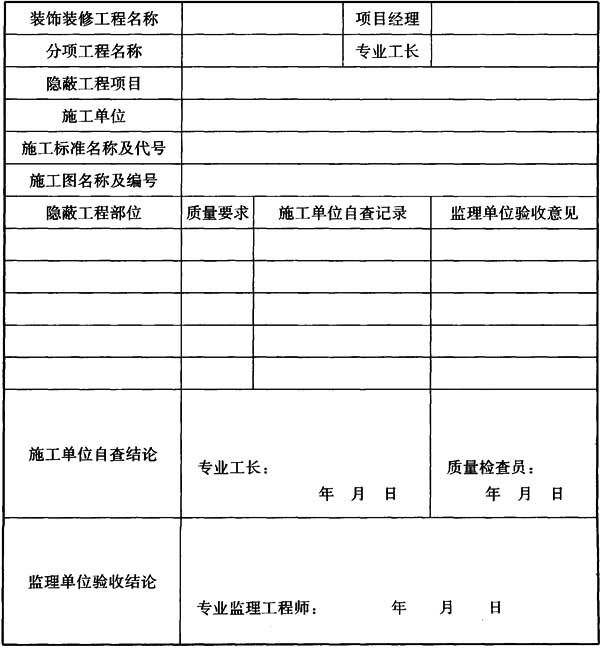 装饰装修工程名称 项目经理
分项工程名称 专业工长
隐蔽工程项目
施工单位
施工标准名称及代号
施工图名称及编号
隐蔽工程部位 质量要求 施工单位自查记录 监理单位验收意见
施工单位自查结论
专业工长： 质量检查员：
年 月 日 年 月 日
监理单位验收结论
专业监理工程师： 年 月 日